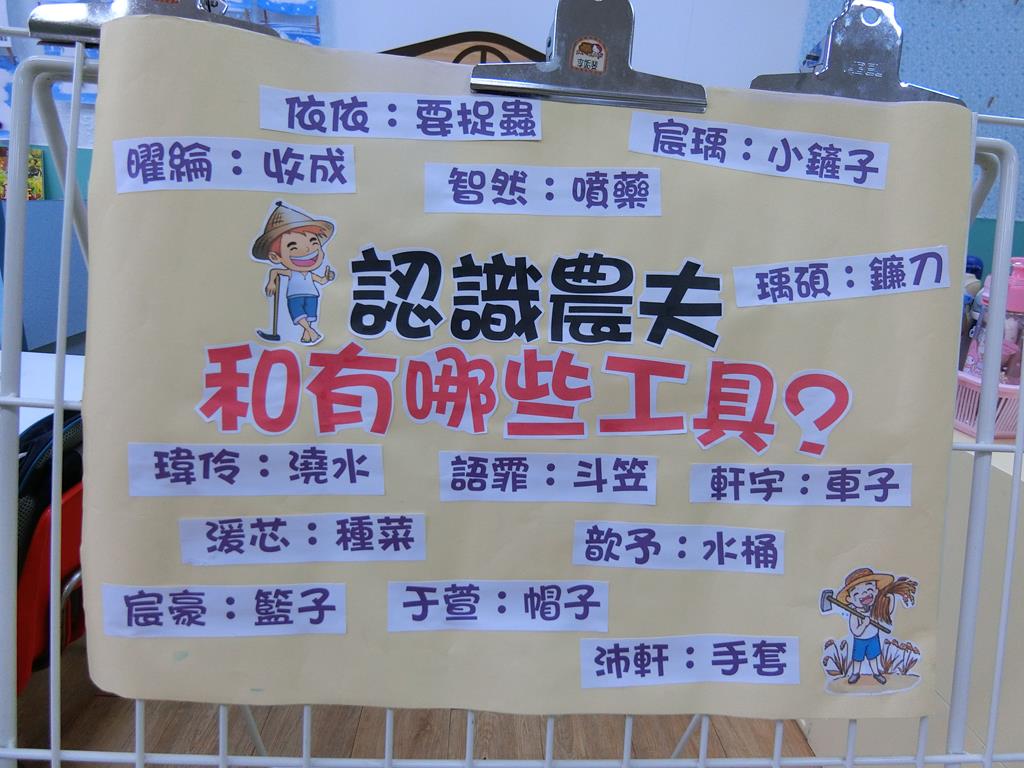 依依：要捉蟲
宸瑀：小鏟子
曜綸：收成
智然：噴藥
認識農夫
瑀碩：鐮刀
和有哪些工具?
瑋伶：澆水
語霏：斗笠
軒宇：車子
湲芯：種菜
歆予：水桶
宸豪：籃子
于萱：帽子
沛軒：手套